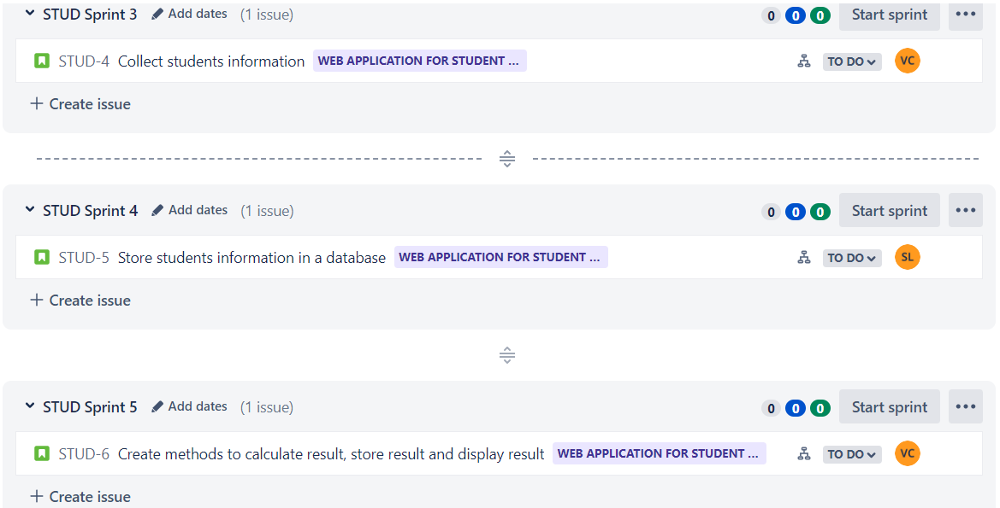 STUD Sprint 3 Add dates (1 issue) 0 0 0 Start sprint
STUD-4 Collect students information WEB APPLICATION FOR STUDENT ... TO DO VC
Create issue
STUD Sprint 4 Add dates (1 issue) 0 0 0 Start sprint
STUD-5 Store students information in a database WEB APPLICATION FOR STUDENT ... TO DO SL
Create issue
STUD Sprint 5 Add dates (1 issue) 0 0 0 Start sprint
STUD-6 Create methods to calculate result, store result and display result WEB APPLICATION FOR STUDENT ... TO DO VC
Create issue